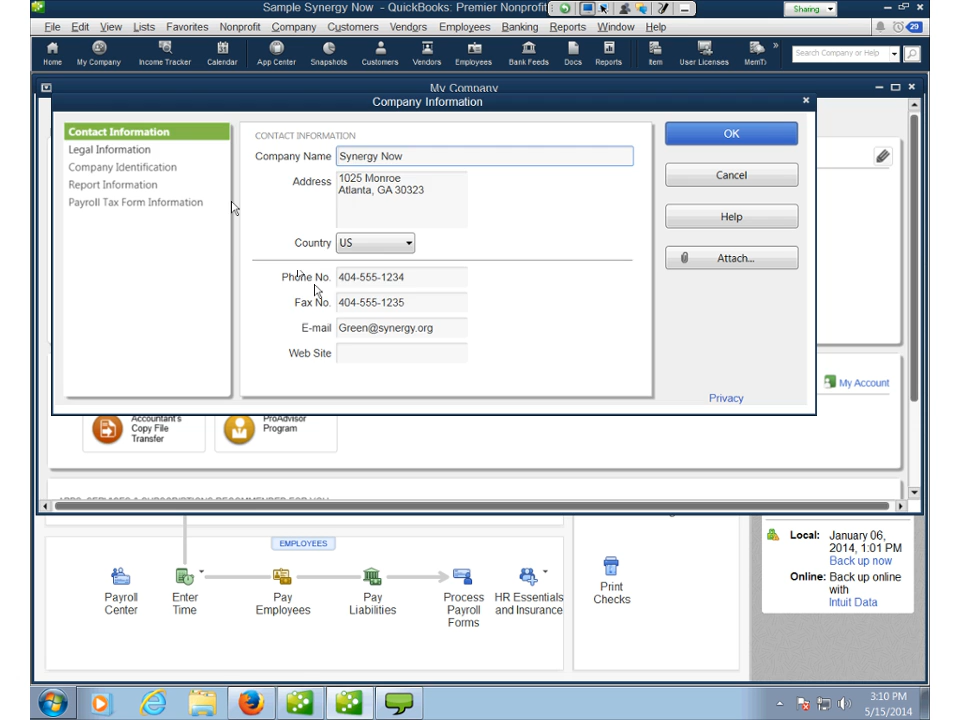 Sample Synergy Now - QuickBooks: Premier Nonprofit
Sharing
File Edit View Lists Favorites Nonprofit Company Customers Vendors Employees Banking Reports Window Help
29
Home My Company Income Tracker Calendar App Center Snapshots Customers Vendors Employees Bank Feeds Docs Reports Item User Licenses
Search Company or Help
My Company
Company Information
Contact Information
Legal Information
Company Identification
Report Information
Payroll Tax Form Information
CONTACT INFORMATION
Company Name Synergy Now
Address 1025 Monroe
Atlanta, GA 30323
Country US
Phone No. 404-555-1234
Fax No. 404-555-1235
E-mail Green@synergy.org
Web Site
OK
Cancel
Help
Attach...
Privacy
My Account
Accountant's
Copy File
Transfer
ProAdvisor
Program
EMPLOYEES
Payroll
Center
Enter
Time
Pay
Employees
Pay
Liabilities
Process
Payroll
Forms
HR Essentials
and Insurance
Print
Checks
Local: January 06,
2014, 1:01 PM
Back up now
Online: Back up online
with
Intuit Data
3:10 PM
5/15/2014